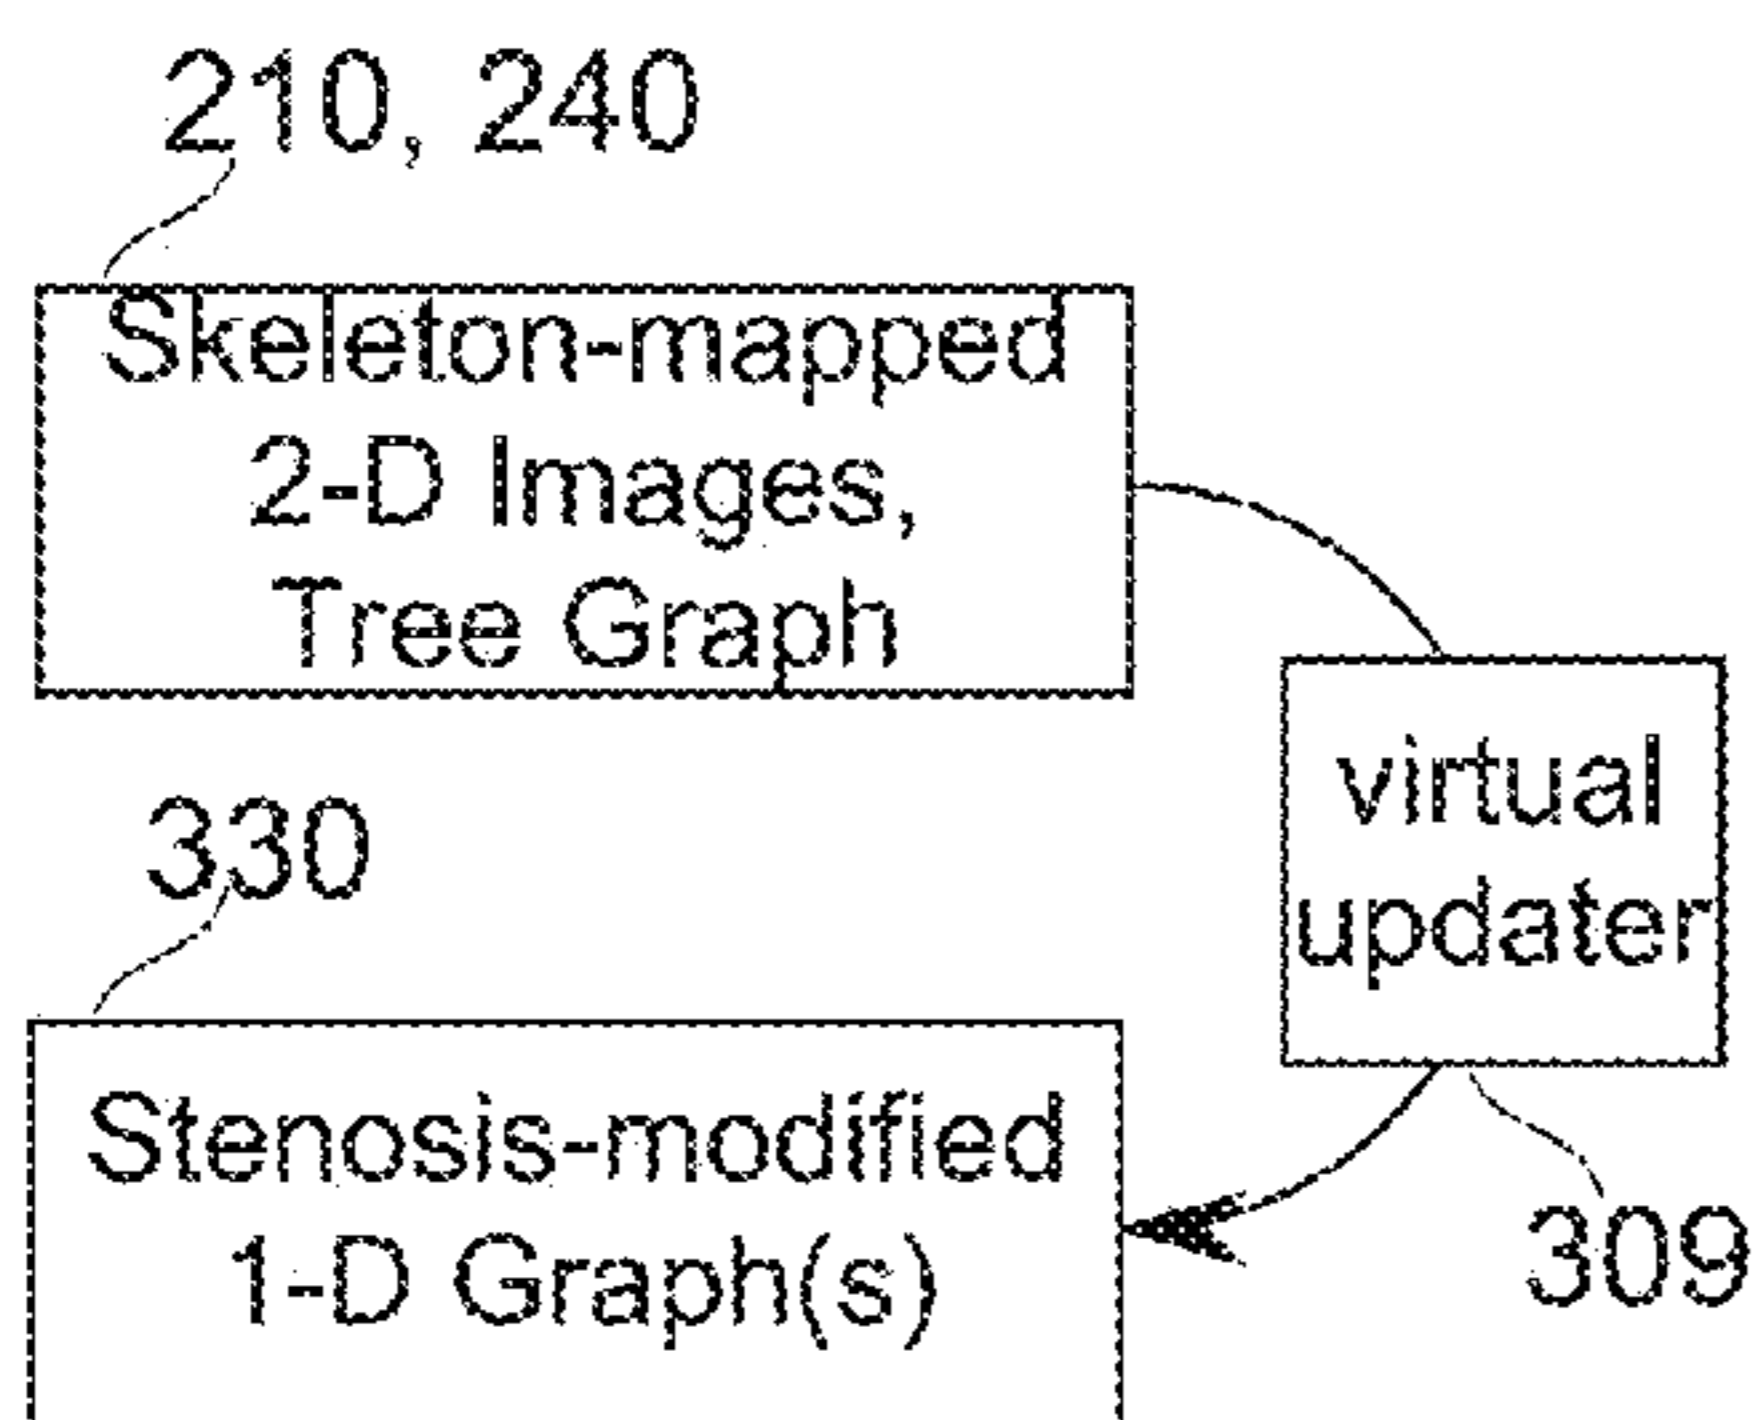 210, 240
Skeleton-mapped
2-D Images,
Tree Graph
virtual
updater
330
Stenosis-modified
1-D Graph(s)
309